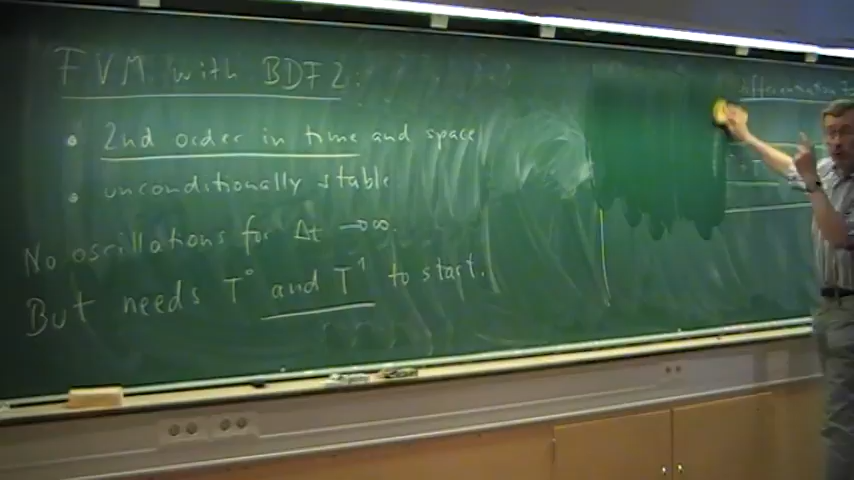 FVM with BDF2:
• 2nd order in time and space
• unconditionally stable
No oscillations for Δt → ∞.
But needs T⁰ and T¹ to start.
differentiation